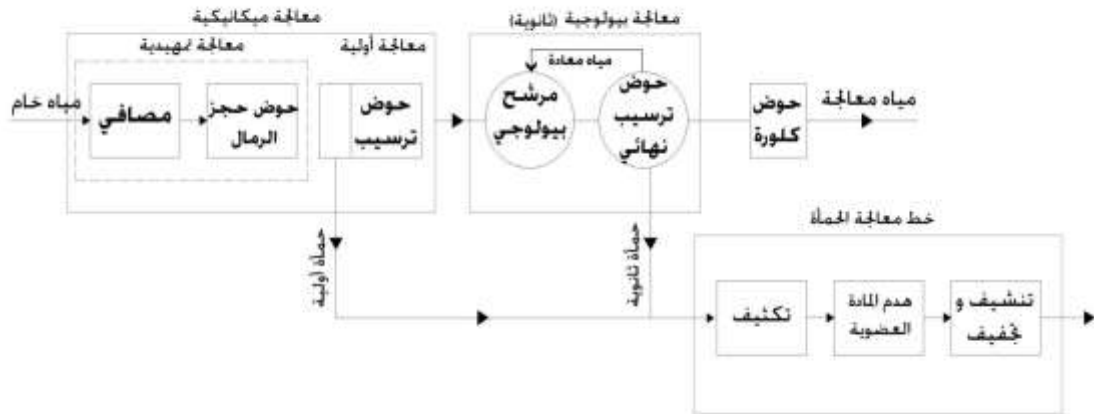 معالجة ميكانيكية
معالجة بيولوجية (ثانوية)
معالجة تمهيدية
معالجة أولية
مياه معادة
مياه خام
مصافي
حوض حجز
الرمال
حوض
ترسيب
مرشح
بيولوجي
حوض
ترسيب
نهائي
حوض
كلورة
مياه معالجة
حمأة أولية
حمأة ثانوية
خط معالجة الحمأة
تكثيف
هدم المادة
العضوية
تنشيف و
تجفيف